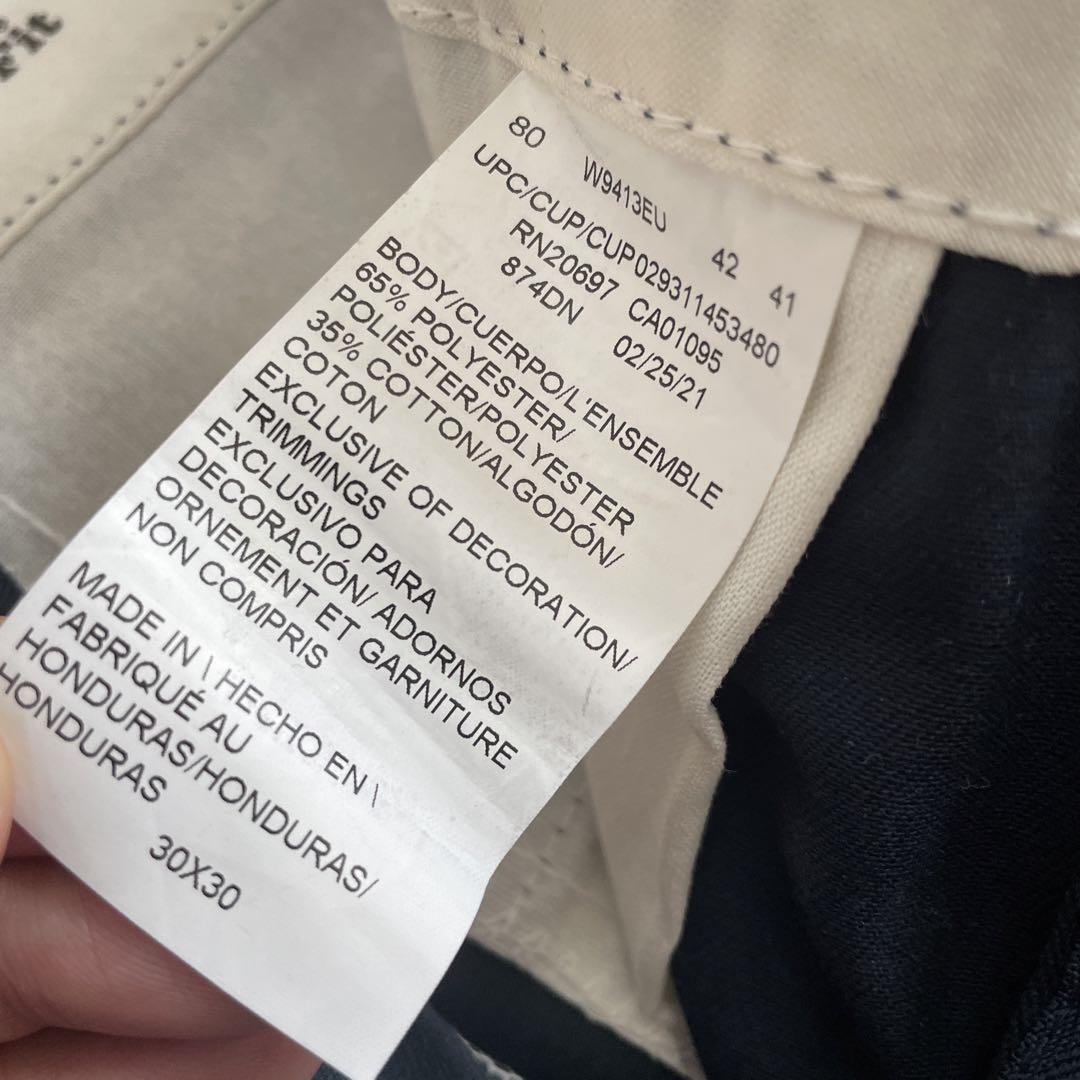 Fit
80 W9413EU 42 41
UPC/CUP/CUP029311453480
RN20697 CA01095
874DN 02/25/21
BODY/CUERPO/L'ENSEMBLE
65% POLYESTER/
POLIÉSTER/POLYESTER
35% COTTON/ALGODÓN/
COTON
EXCLUSIVE OF DECORATION/
TRIMMINGS
EXCLUSIVO PARA
DECORACIÓN/ ADORNOS
ORNEMENT ET GARNITURE
NON COMPRIS
MADE IN \ HECHO EN \
FABRIQUÉ AU
HONDURAS/HONDURAS/
HONDURAS
30X30